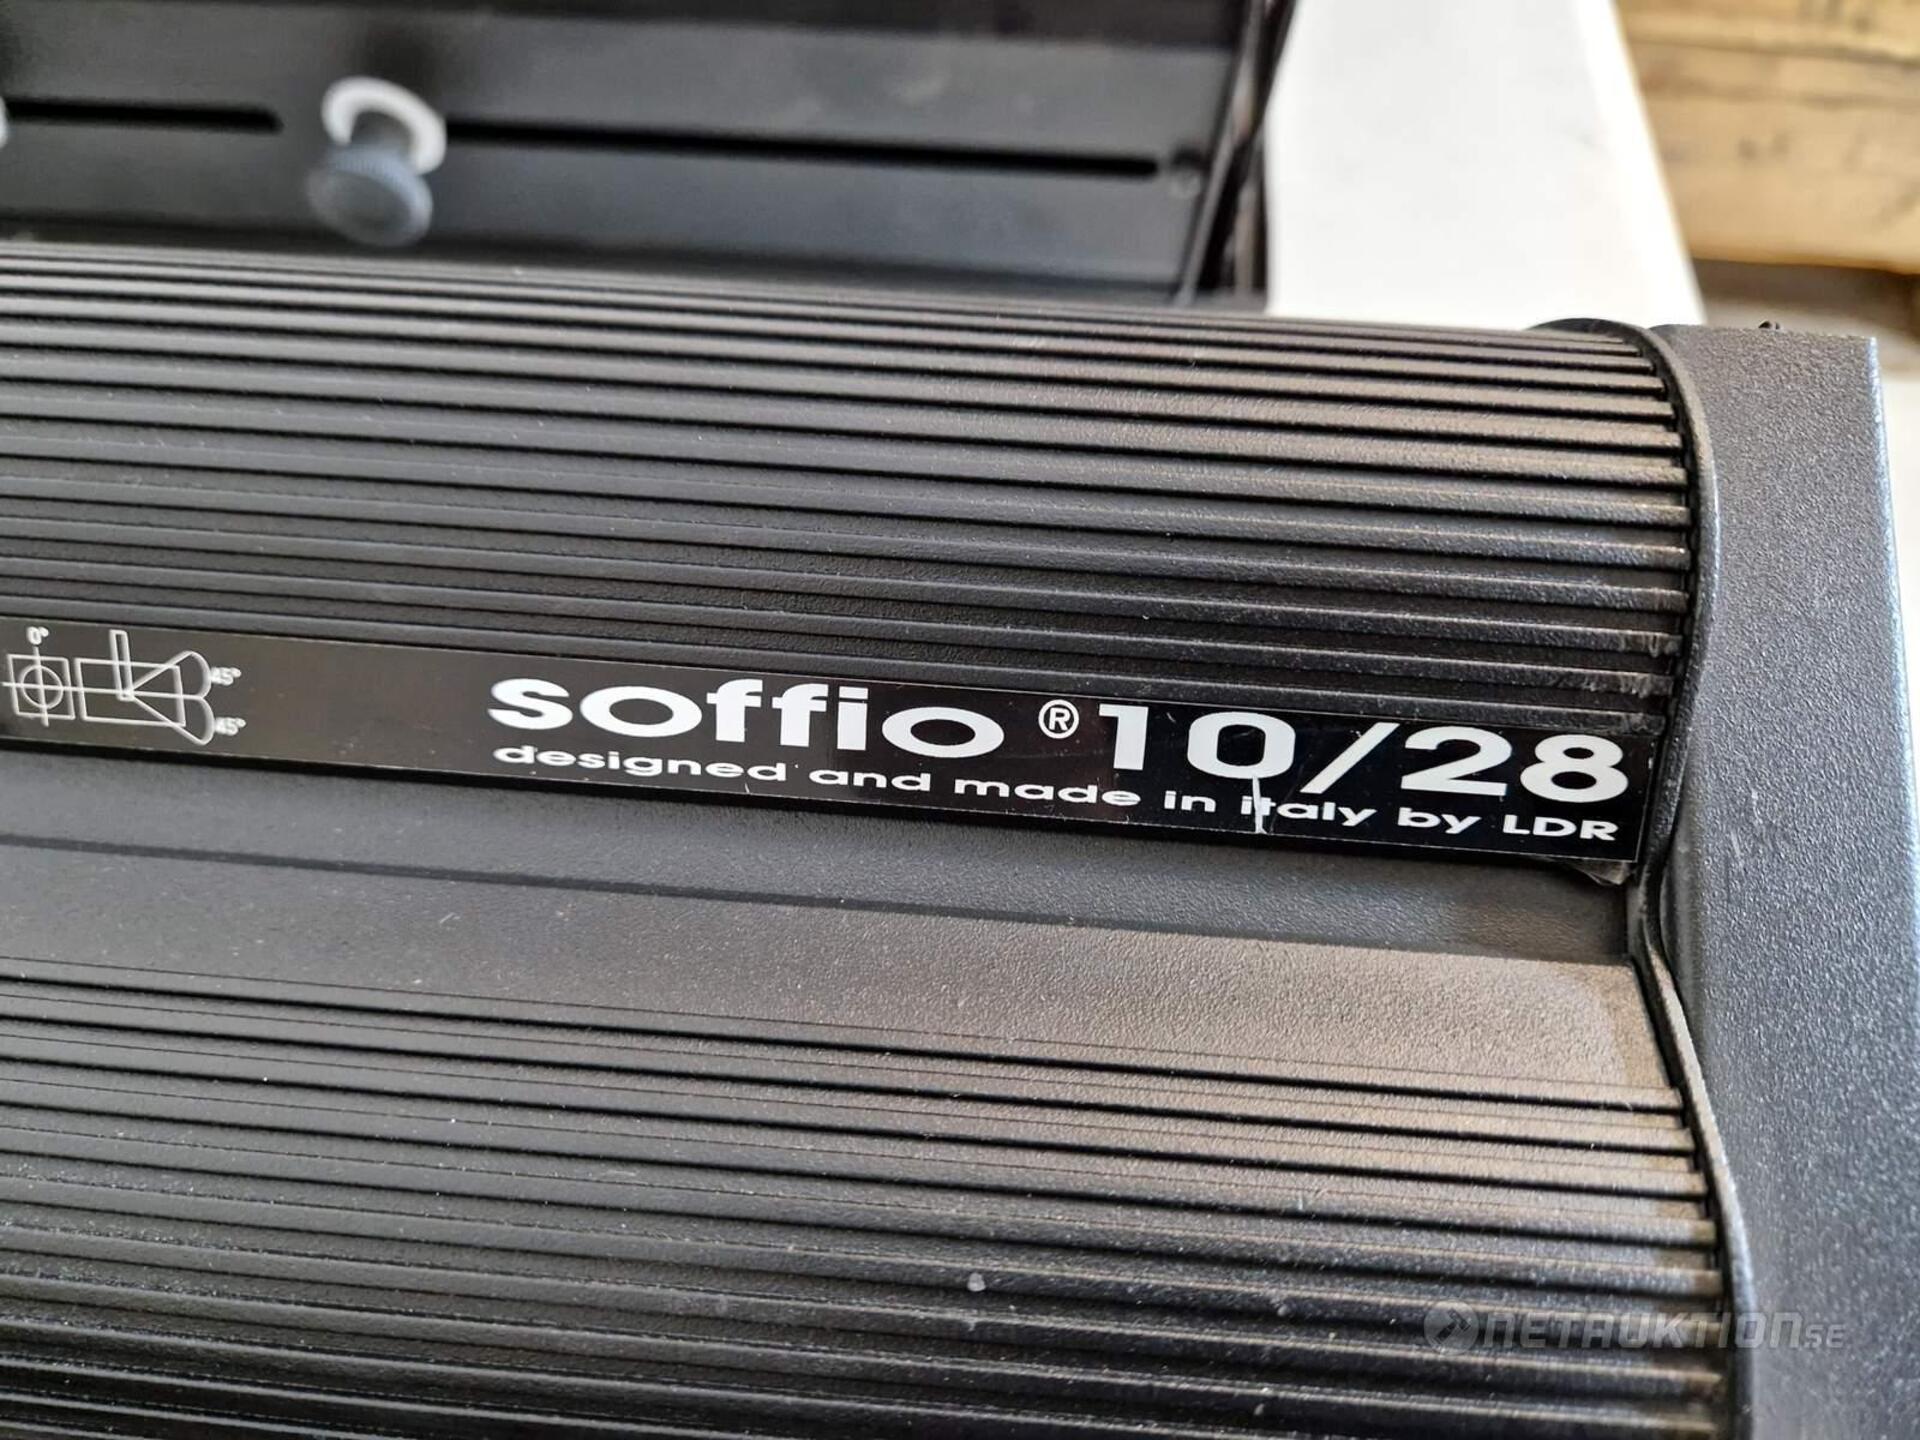 0°
45°
45°
soffio ® 10/28
designed and made in italy by LDR
NETAUKTION.SE